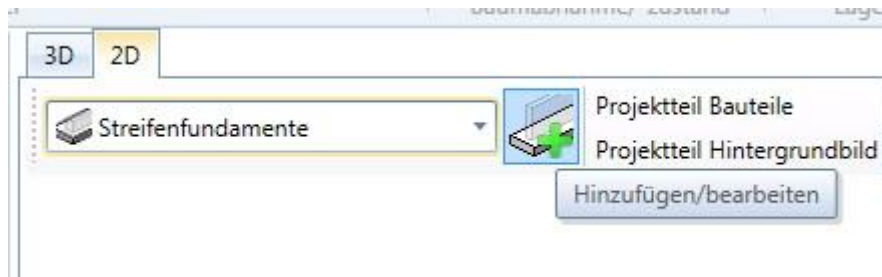 3D 2D
Streifenfundamente
Projektteil Bauteile
Projektteil Hintergrundbild
Hinzufügen/bearbeiten